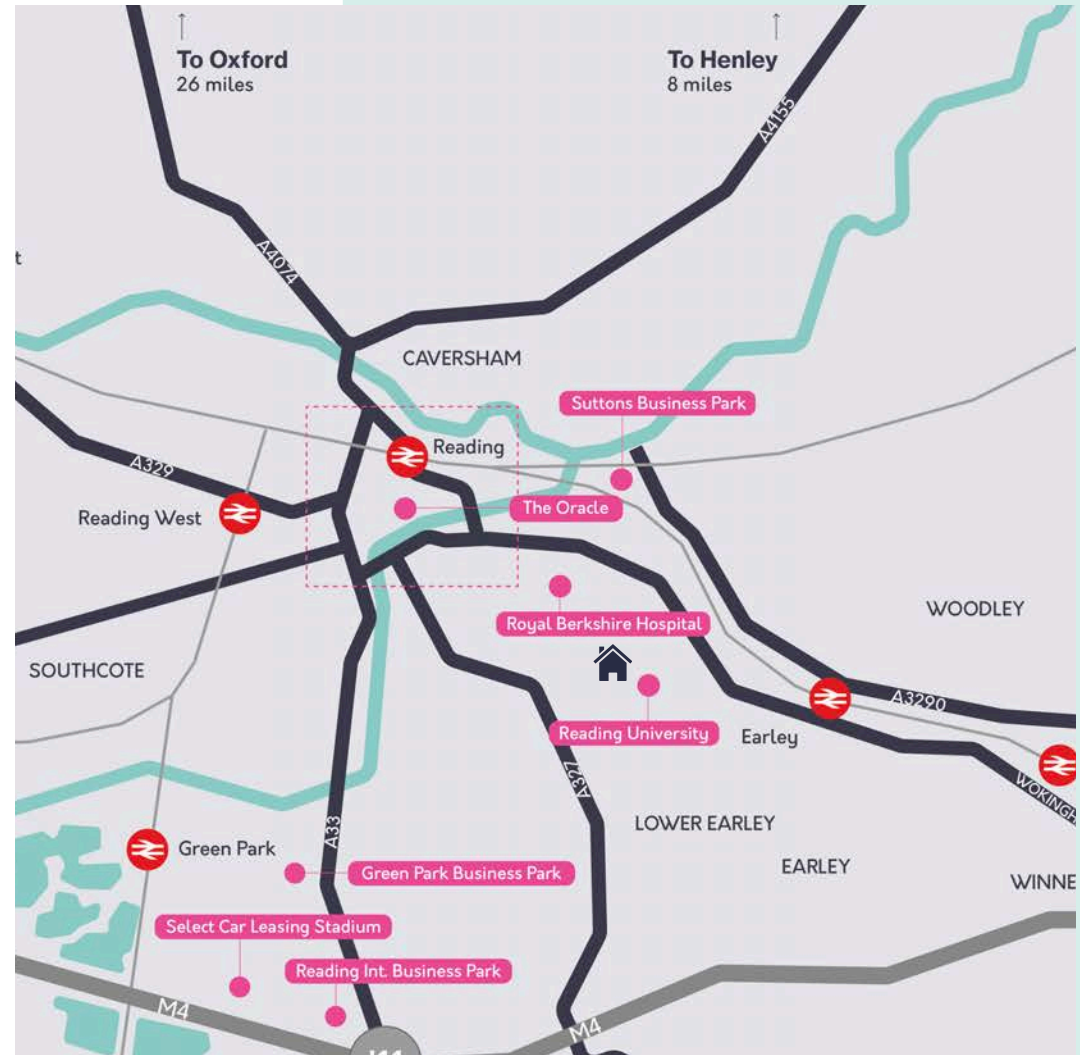 To Oxford
26 miles
To Henley
8 miles
A4155
A4074
t
CAVERSHAM
Suttons Business Park
Reading
A329
The Oracle
Reading West
WOODLEY
Royal Berkshire Hospital
SOUTHCOTE
A3290
Reading University
Earley
A327
WOKINGH
LOWER EARLEY
A33
Green Park
EARLEY
Green Park Business Park
WINNE
Select Car Leasing Stadium
Reading Int. Business Park
M4
M4